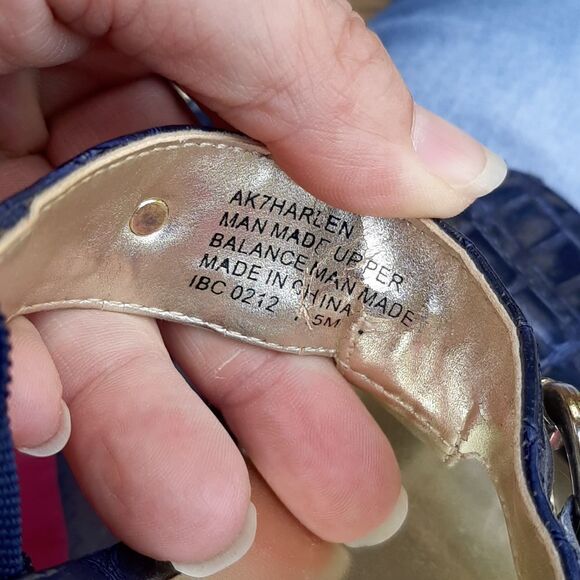 AK7HARLEN
MAN MADE UPPER
BALANCE MAN MADE
MADE IN CHINA
IBC 0212 5M